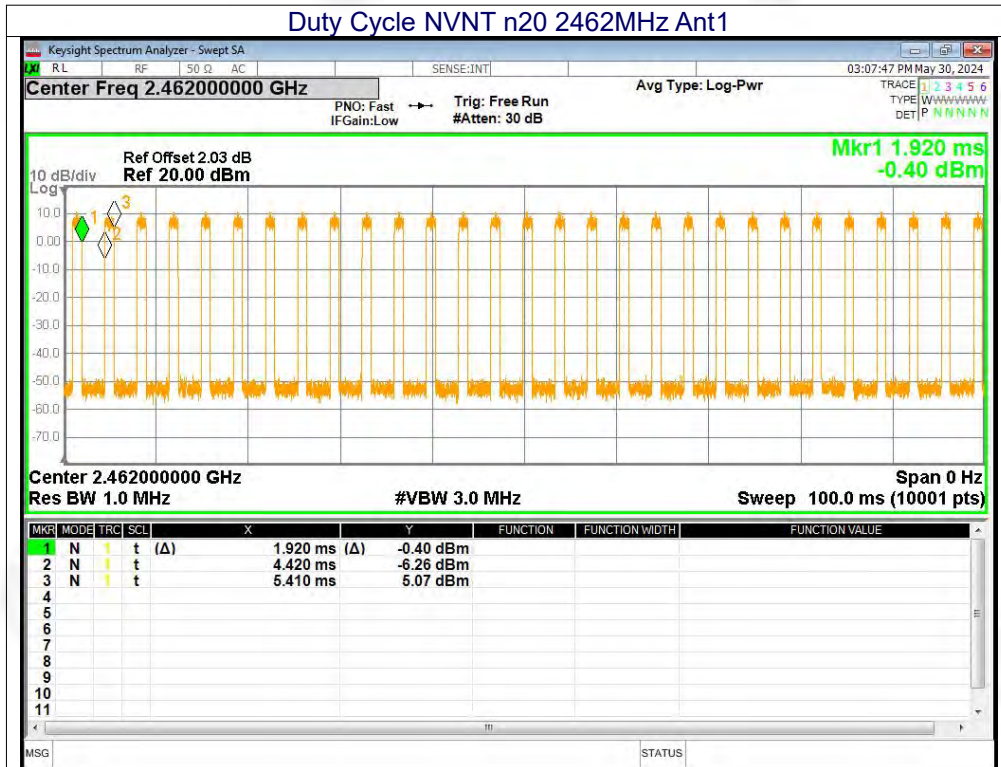 Duty Cycle NVNT n20 2462MHz Ant1
Keysight Spectrum Analyzer - Swept SA
LXI RL RF 50 Ω AC SENSE:INT 03:07:47 PM May 30, 2024
Center Freq 2.462000000 GHz Avg Type: Log-Pwr TRACE 1 2 3 4 5 6
PNO: Fast Trig: Free Run TYPE WWWWWW
IFGain:Low #Atten: 30 dB DET P N N N N N
Mkr1 1.920 ms
Ref Offset 2.03 dB
10 dB/div Ref 20.00 dBm -0.40 dBm
Log
10.0
0.00
-10.0
-20.0
-30.0
-40.0
-50.0
-60.0
-70.0
1
2
3
Center 2.462000000 GHz Span 0 Hz
Res BW 1.0 MHz #VBW 3.0 MHz Sweep 100.0 ms (10001 pts)
MKR MODE TRC SCL X Y FUNCTION FUNCTION WIDTH FUNCTION VALUE
1 N 1 t (Δ) 1.920 ms (Δ) -0.40 dBm
2 N 1 t 4.420 ms -6.26 dBm
3 N 1 t 5.410 ms 5.07 dBm
4
5
6
7
8
9
10
11
MSG STATUS